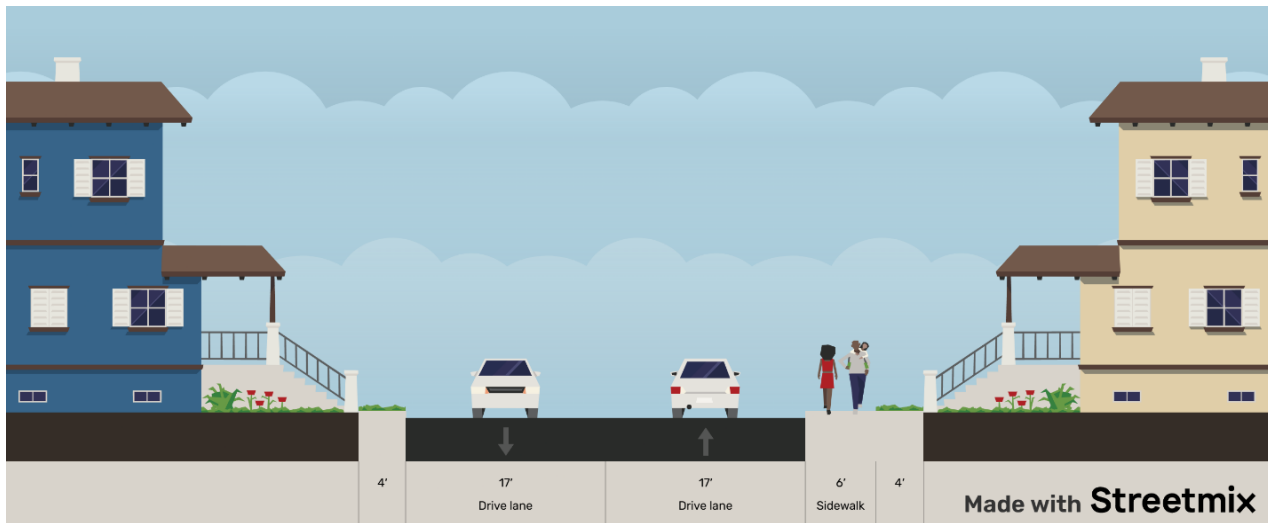 4′
17′
Drive lane
17′
Drive lane
6′
Sidewalk
4′
Made with Streetmix